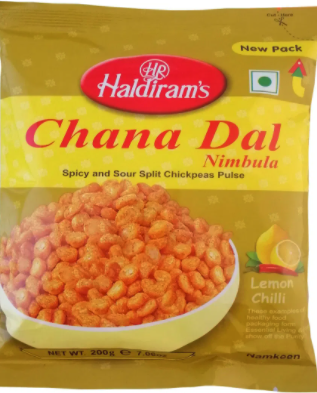 New Pack
HR
Haldiram's
Chana Dal
Nimbula
Spicy and Sour Split Chickpeas Pulse
Lemon
Chilli
NET WT. 200g e
Namkeen